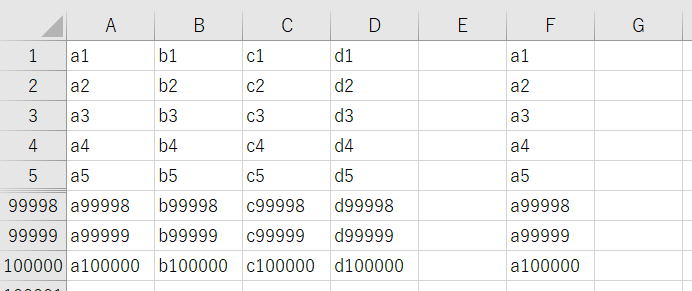 A B C D E F G
1 a1 b1 c1 d1 a1
2 a2 b2 c2 d2 a2
3 a3 b3 c3 d3 a3
4 a4 b4 c4 d4 a4
5 a5 b5 c5 d5 a5
99998 a99998 b99998 c99998 d99998 a99998
99999 a99999 b99999 c99999 d99999 a99999
100000 a100000 b100000 c100000 d100000 a100000